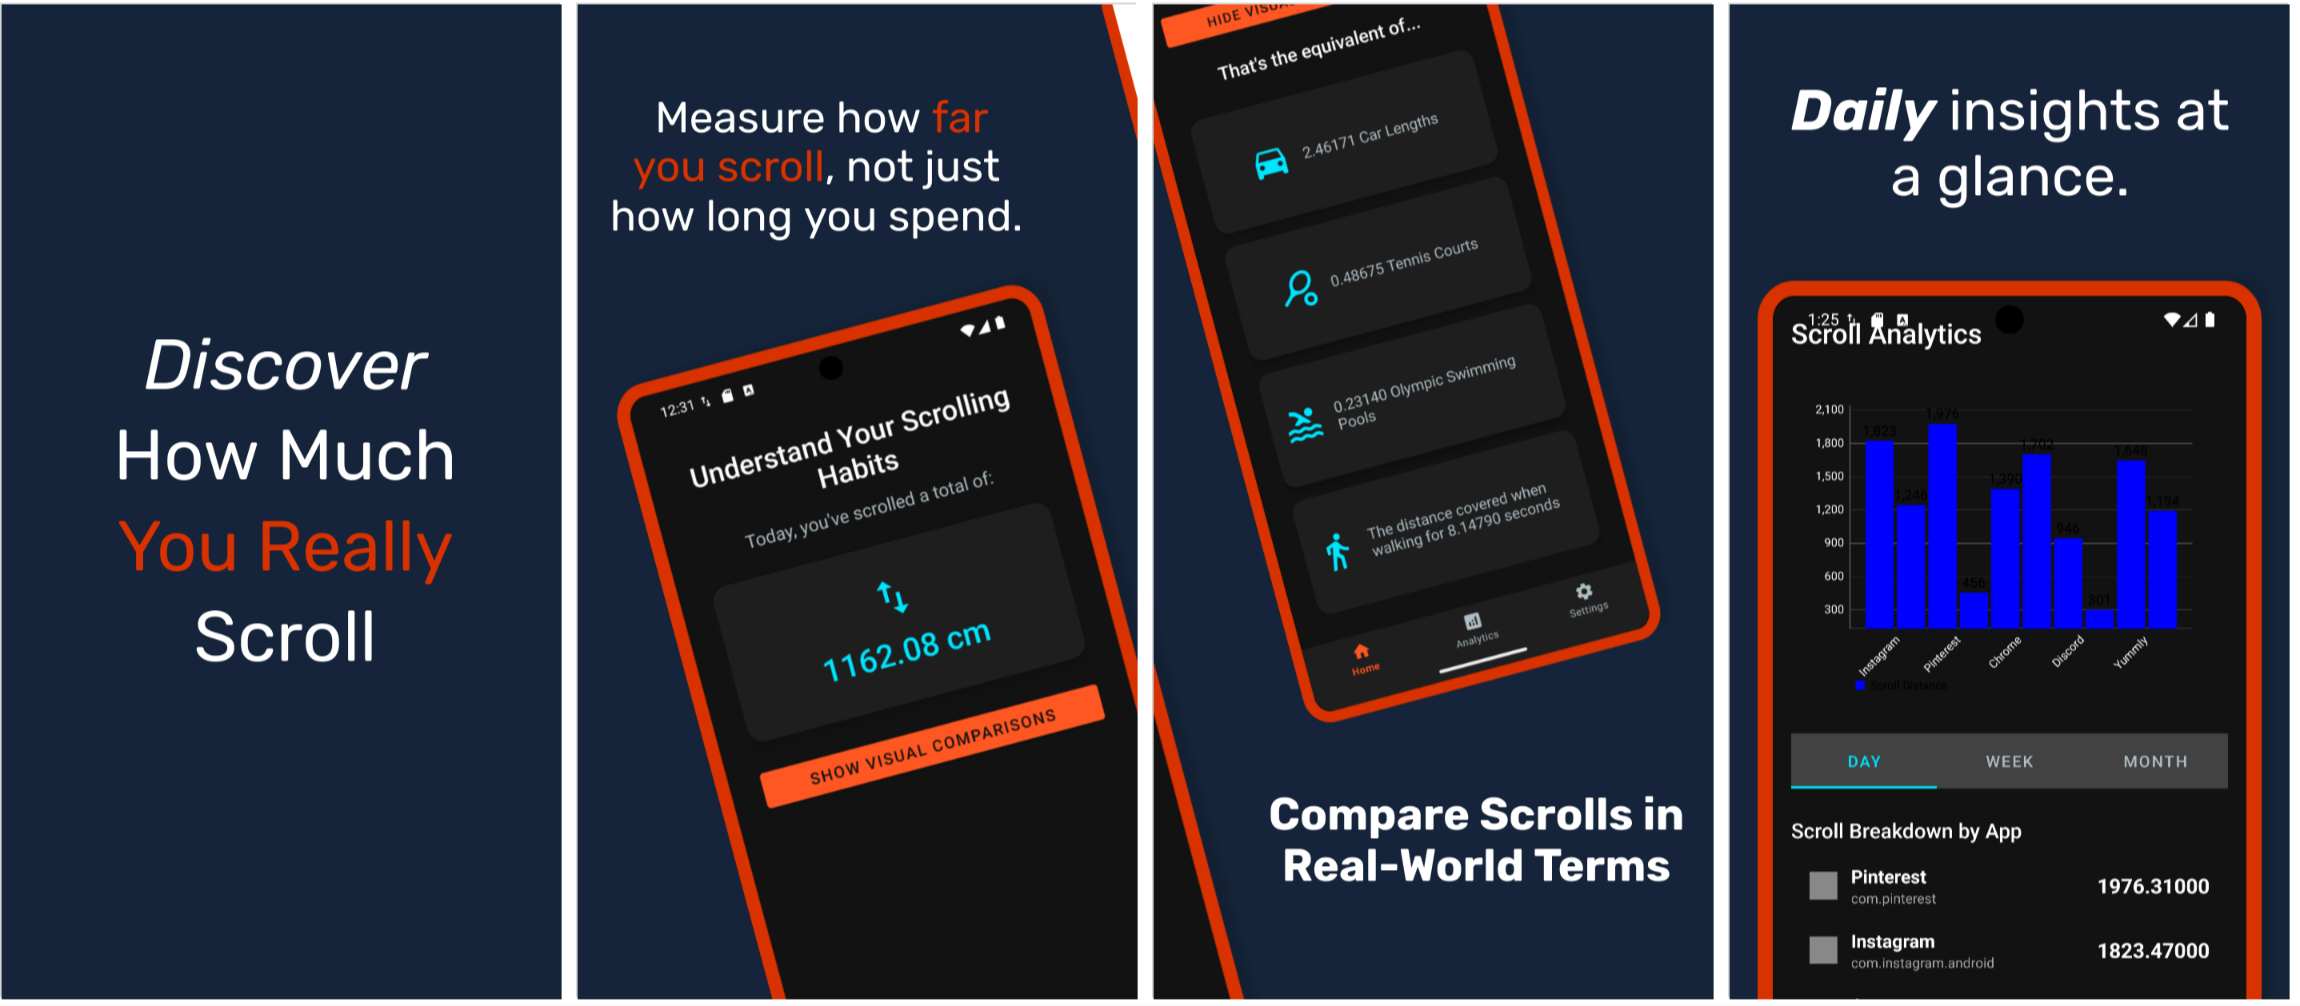 Discover
How Much
You Really
Scroll
Measure how far
you scroll, not just
how long you spend.
12:31
Understand Your Scrolling
Habits
Today, you've scrolled a total of:
1162.08 cm
SHOW VISUAL COMPARISONS
HIDE
That's the equivalent of...
2.46171 Car Lengths
0.48675 Tennis Courts
0.23140 Olympic Swimming
Pools
The distance covered when
walking for 8.14790 seconds
Home
Analytics
Settings
Compare Scrolls in
Real-World Terms
Daily insights at
a glance.
1:25
Scroll Analytics
2,100
1,800
1,500
1,200
900
600
300
1,823
1,246
1,976
456
1,390
1,702
946
301
1,648
1,194
Instagram
Pinterest
Chrome
Discord
Yummly
Scroll Distance
DAY
WEEK
MONTH
Scroll Breakdown by App
Pinterest
com.pinterest
1976.31000
Instagram
com.instagram.android
1823.47000